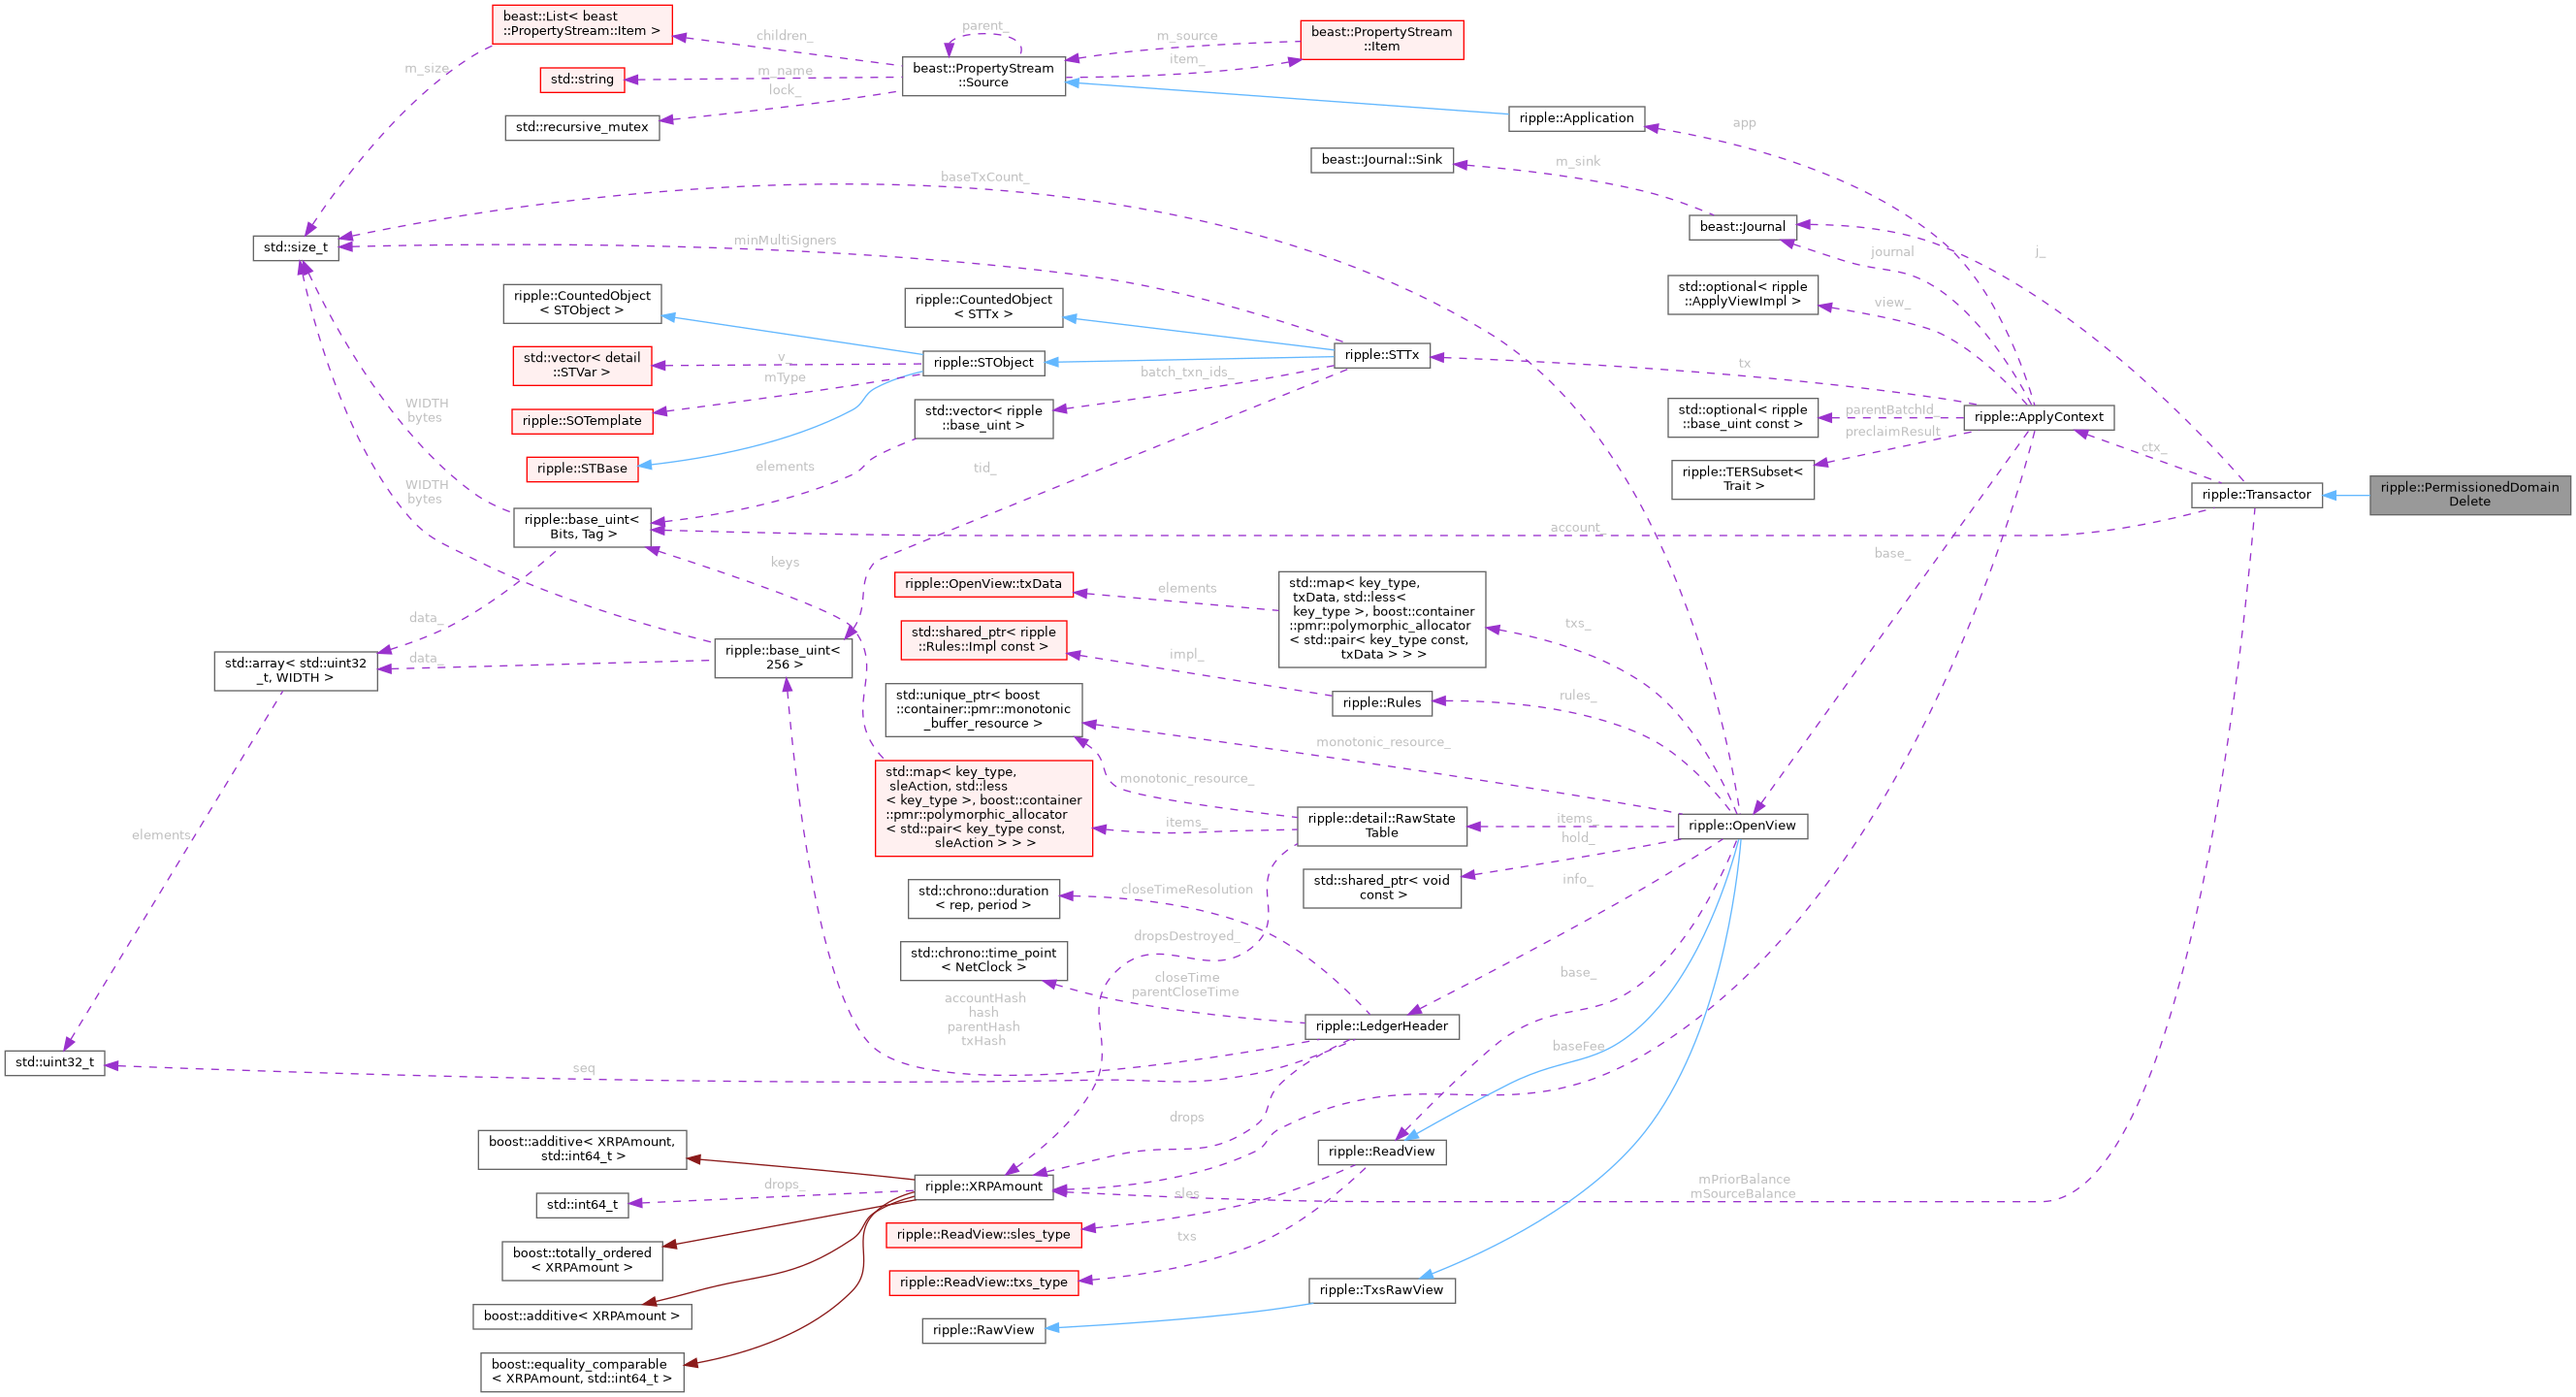 beast::List< beast
::PropertyStream::Item >
children_
parent_
m_source
item_
beast::PropertyStream
::Item
m_size
std::string
m_name
beast::PropertyStream
::Source
lock_
std::recursive_mutex
ripple::Application
app
beast::Journal::Sink
m_sink
baseTxCount_
beast::Journal
journal
j_
std::size_t
minMultiSigners
std::optional< ripple
::ApplyViewImpl >
view_
ripple::CountedObject
< STObject >
ripple::CountedObject
< STTx >
std::vector< detail
::STVar >
v_
mType
ripple::STObject
ripple::STTx
tx
batch_txn_ids_
ripple::SOTemplate
std::vector< ripple
::base_uint >
WIDTH
bytes
std::optional< ripple
::base_uint const >
parentBatchId_
ripple::ApplyContext
preclaimResult
ripple::TERSubset<
Trait >
ctx_
ripple::STBase
elements
tid_
WIDTH
bytes
ripple::Transactor
ripple::PermissionedDomain
Delete
ripple::base_uint<
Bits, Tag >
account_
base_
keys
ripple::OpenView::txData
elements
std::map< key_type,
txData, std::less<
key_type >, boost::container
::pmr::polymorphic_allocator
< std::pair< key_type const,
txData > > >
txs_
data_
std::shared_ptr< ripple
::Rules::Impl const >
impl_
std::array< std::uint32
_t, WIDTH >
data_
ripple::base_uint<
256 >
std::unique_ptr< boost
::container::pmr::monotonic
_buffer_resource >
ripple::Rules
rules_
monotonic_resource_
std::map< key_type,
sleAction, std::less
< key_type >, boost::container
::pmr::polymorphic_allocator
< std::pair< key_type const,
sleAction > > >
monotonic_resource_
items_
ripple::detail::RawState
Table
items_
hold_
ripple::OpenView
elements
std::shared_ptr< void
const >
info_
std::chrono::duration
< rep, period >
closeTimeResolution
dropsDestroyed_
std::chrono::time_point
< NetClock >
closeTime
parentCloseTime
base_
accountHash
hash
parentHash
txHash
ripple::LedgerHeader
baseFee
std::uint32_t
seq
drops
boost::additive< XRPAmount,
std::int64_t >
ripple::ReadView
drops_
ripple::XRPAmount
sles
mPriorBalance
mSourceBalance
std::int64_t
ripple::ReadView::sles_type
txs
boost::totally_ordered
< XRPAmount >
ripple::ReadView::txs_type
ripple::TxsRawView
boost::additive< XRPAmount >
ripple::RawView
boost::equality_comparable
< XRPAmount, std::int64_t >